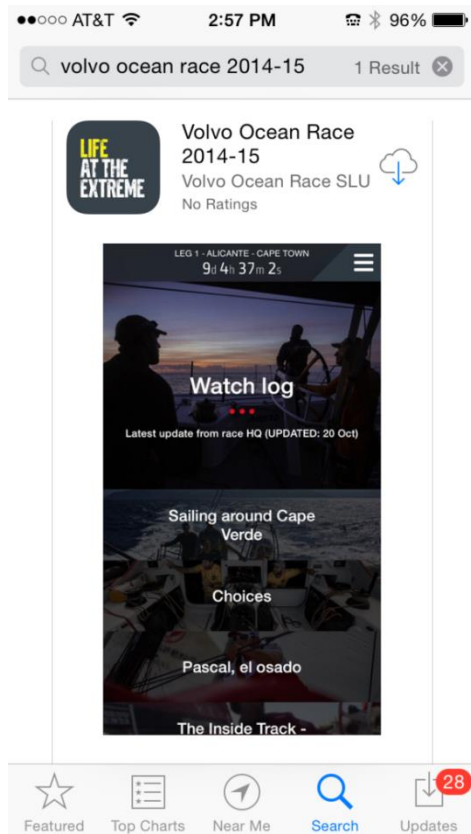 AT&T 2:57 PM 96%
volvo ocean race 2014-15 1 Result
LIFE
AT THE
EXTREME
Volvo Ocean Race
2014-15
Volvo Ocean Race SLU
No Ratings
LEG 1 - ALICANTE - CAPE TOWN
9d 4h 37m 2s
Watch log
Latest update from race HQ (UPDATED: 20 Oct)
Sailing around Cape
Verde
Choices
Pascal, el osado
The Inside Track -
28
Featured Top Charts Near Me Search Updates